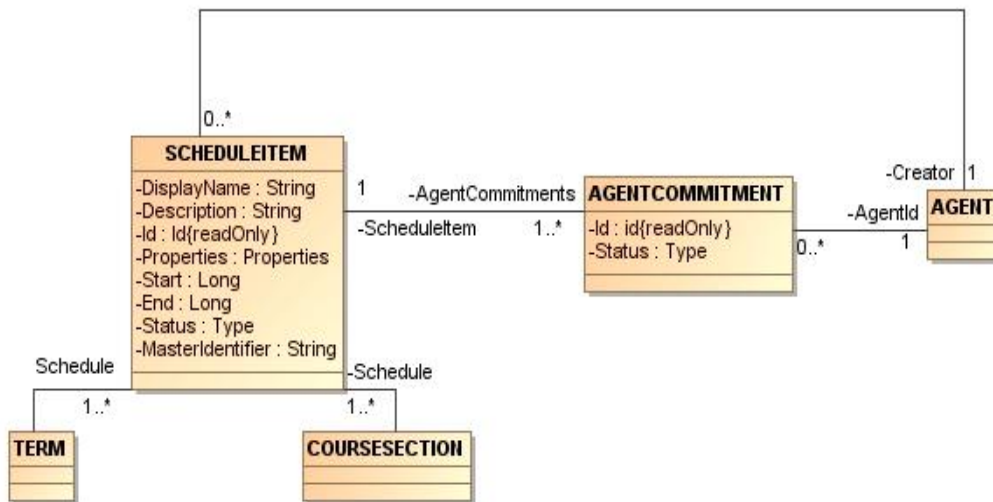 0..*
SCHEDULEITEM
-DisplayName : String
-Description : String
-Id : Id{readOnly}
-Properties : Properties
-Start : Long
-End : Long
-Status : Type
-MasterIdentifier : String
1
-AgentCommitments
-ScheduleItem
1..*
AGENTCOMMITMENT
-Id : id{readOnly}
-Status : Type
-Creator
1
-AgentId
0..*
1
AGENT
Schedule
1..*
-Schedule
1..*
TERM
COURSESECTION